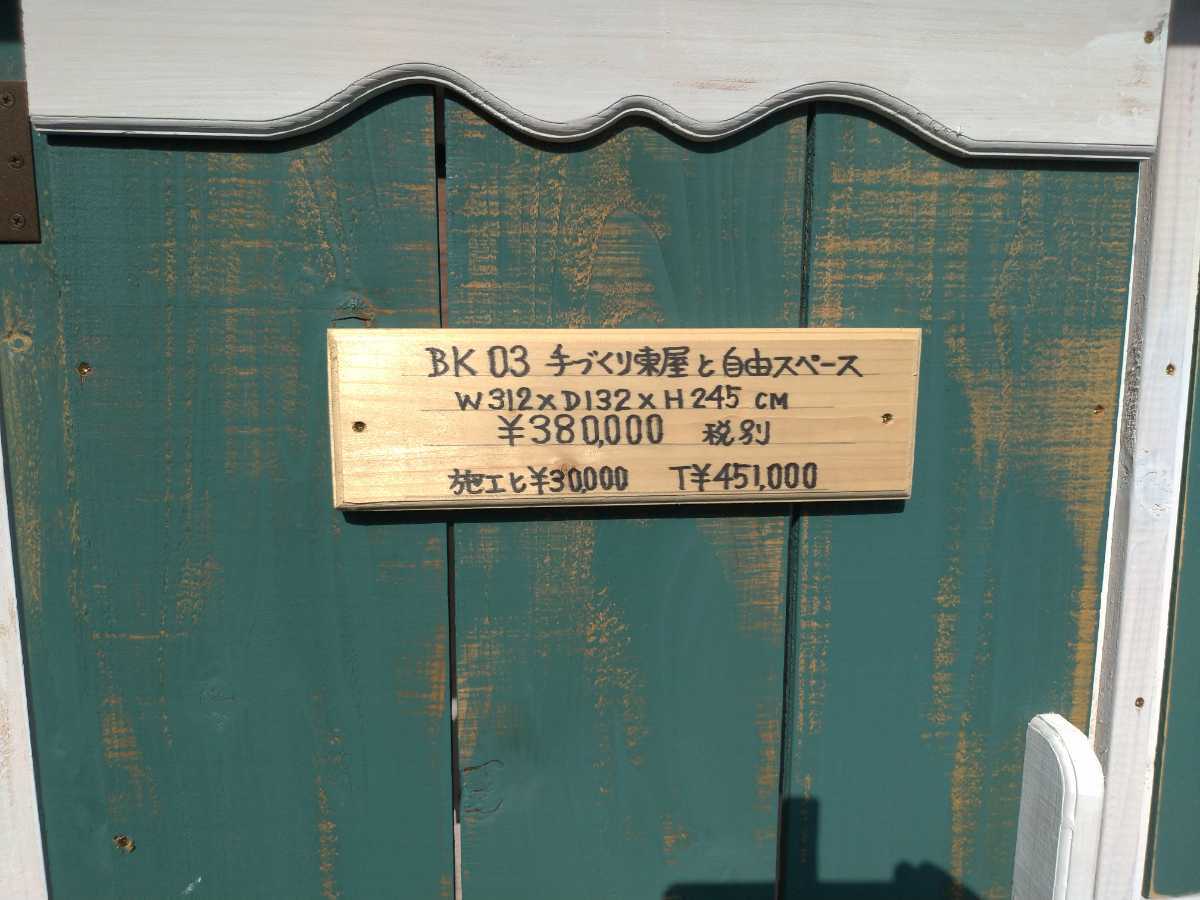 BK 03 手づくり東屋と自由スペース
W312×D132×H245 CM
¥380,000 税別
施工ヒ¥30,000 T¥451,000